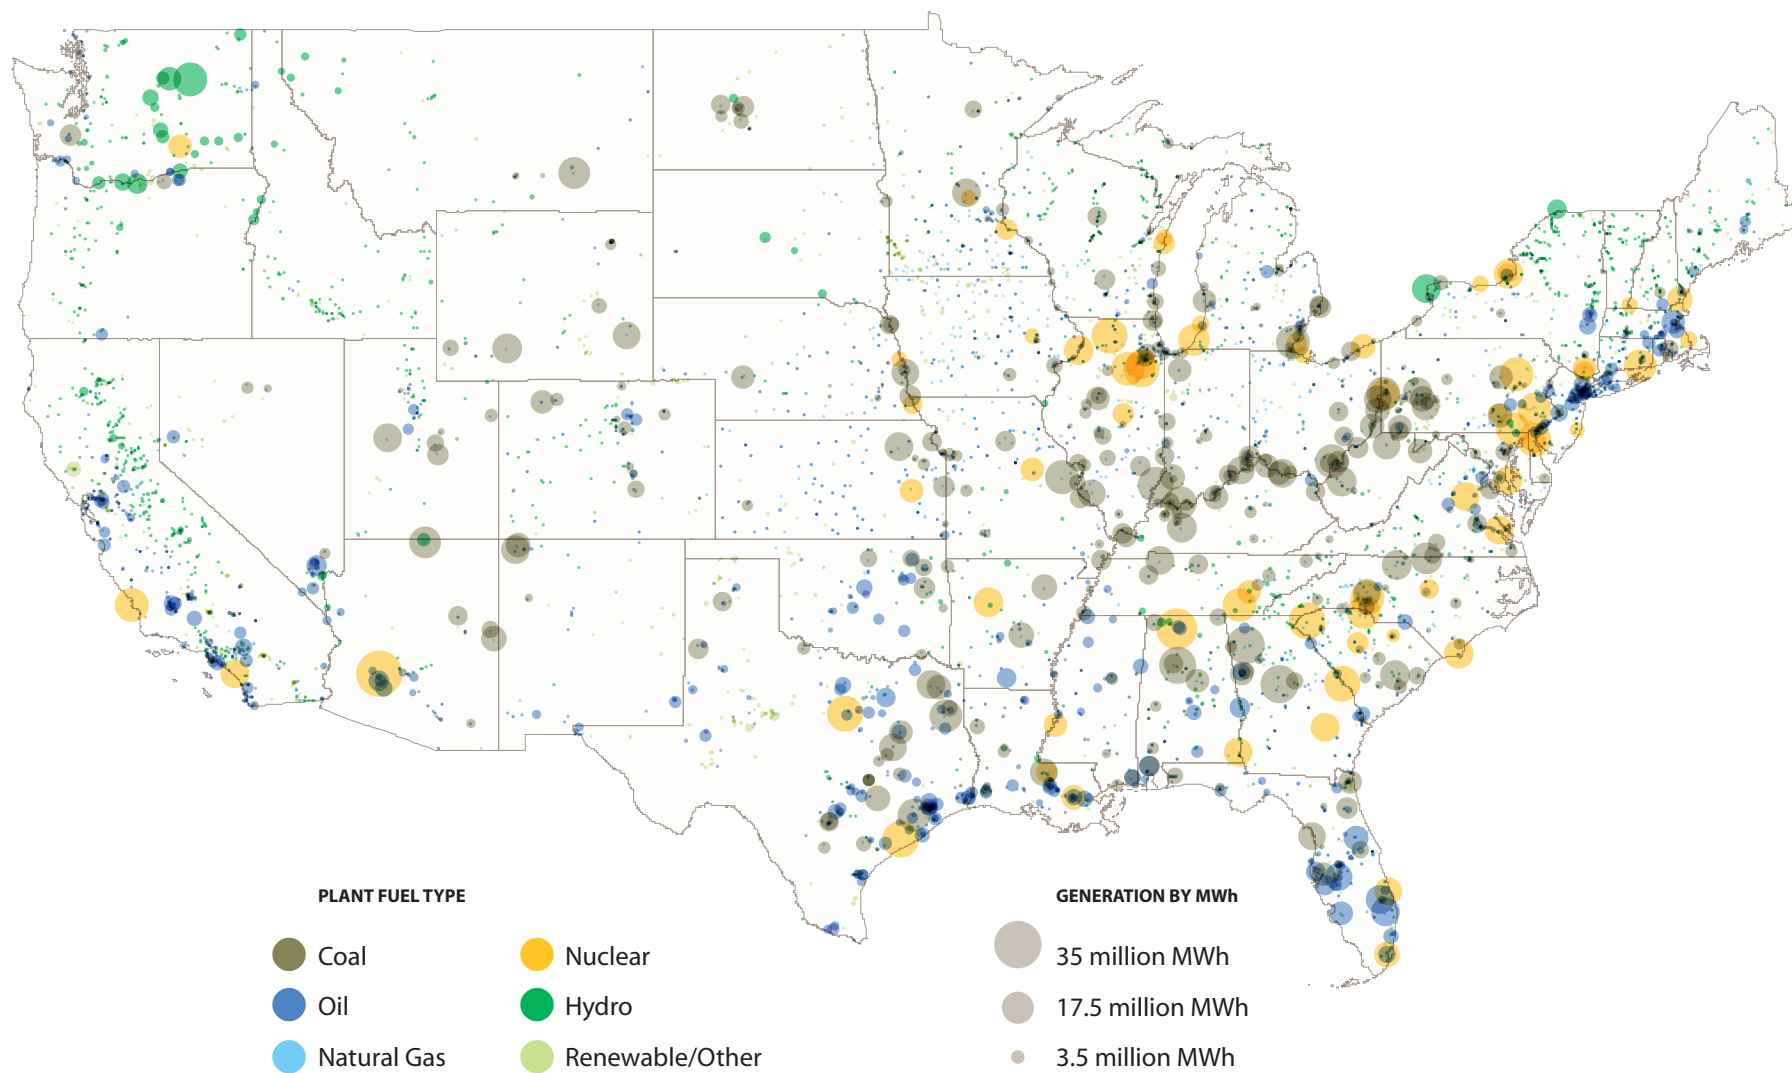 PLANT FUEL TYPE
Coal
Oil
Natural Gas
Nuclear
Hydro
Renewable/Other
GENERATION BY MWh
35 million MWh
17.5 million MWh
3.5 million MWh